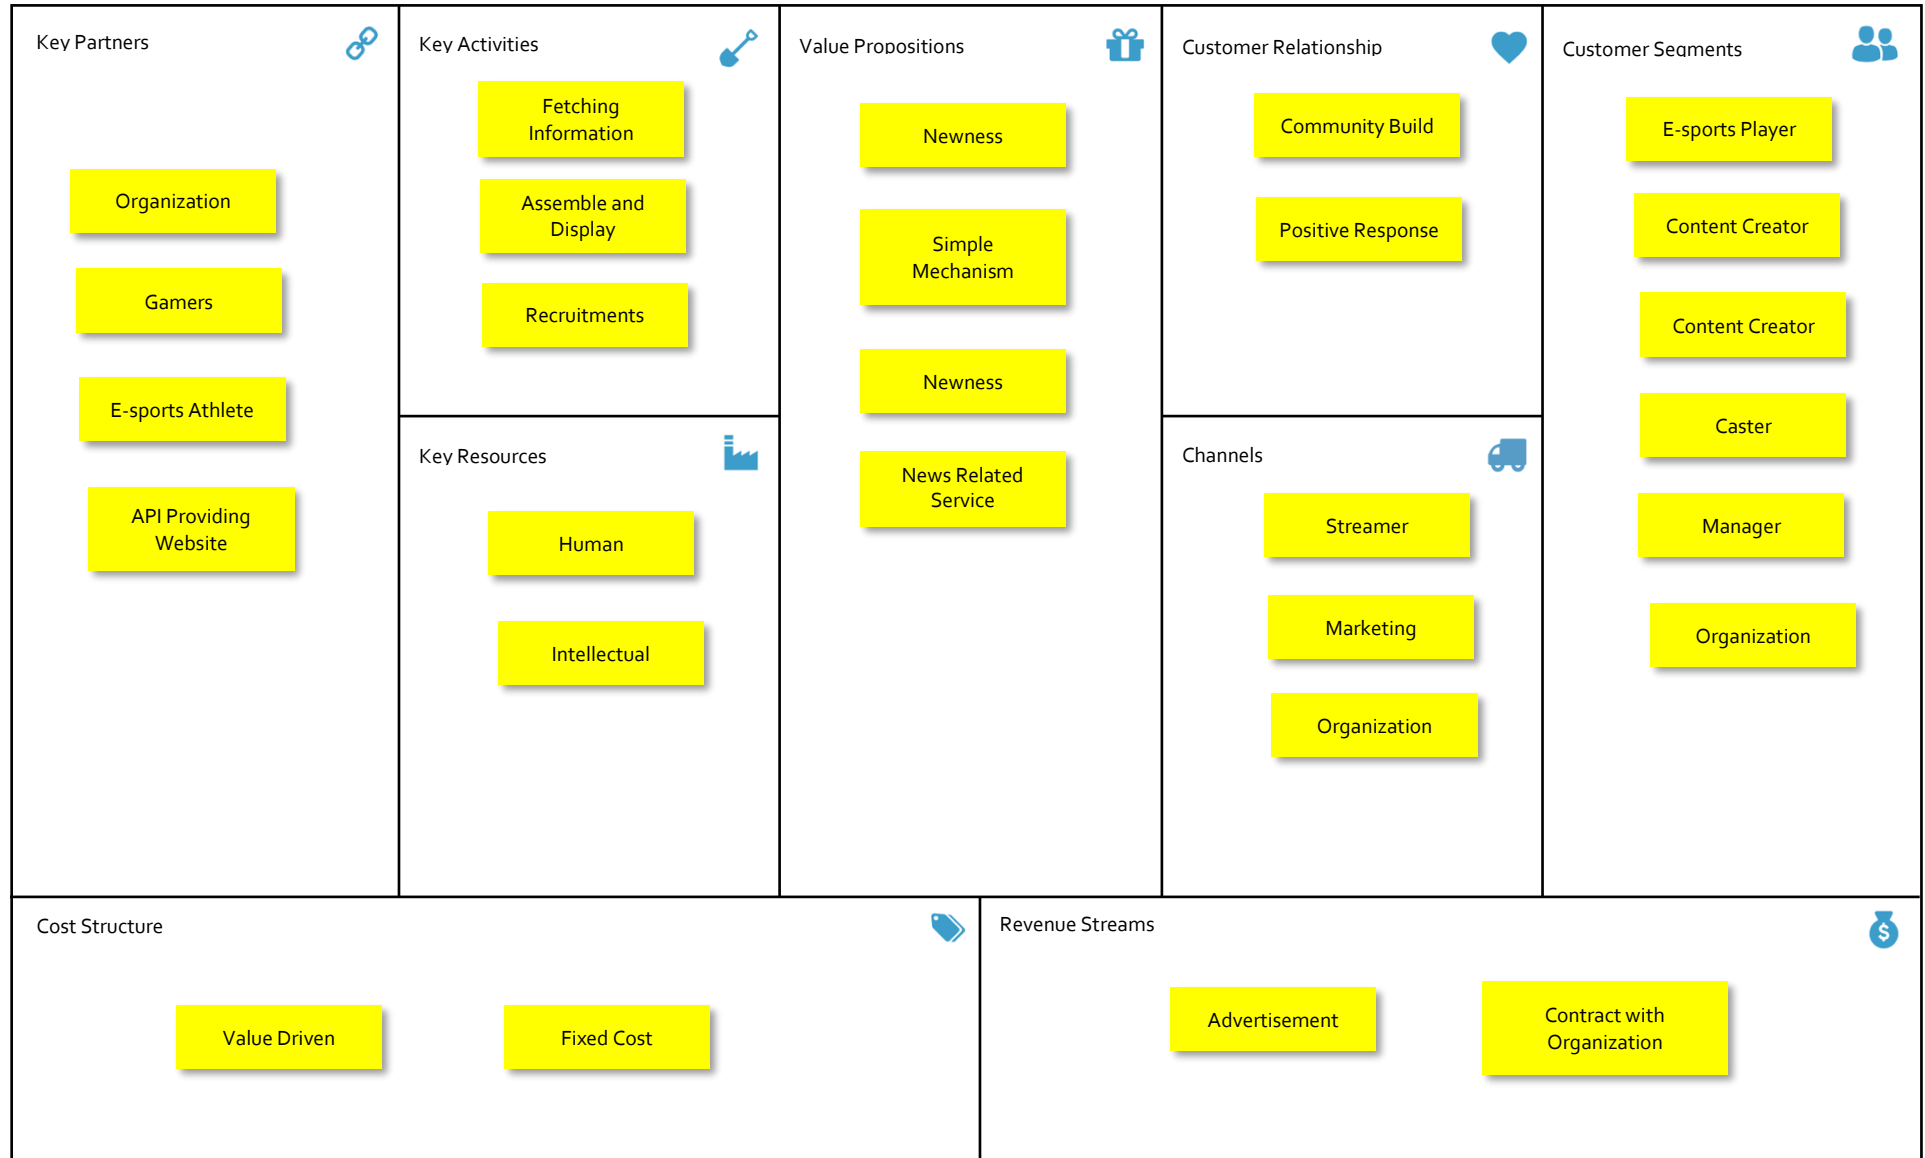 Key Partners
Organization
Gamers
E-sports Athlete
API Providing
Website
Key Activities
Fetching
Information
Assemble and
Display
Recruitments
Key Resources
Human
Intellectual
Value Propositions
Newness
Simple
Mechanism
Newness
News Related
Service
Customer Relationship
Community Build
Positive Response
Channels
Streamer
Marketing
Organization
Customer Segments
E-sports Player
Content Creator
Content Creator
Caster
Manager
Organization
Cost Structure
Value Driven
Fixed Cost
Revenue Streams
Advertisement
Contract with
Organization